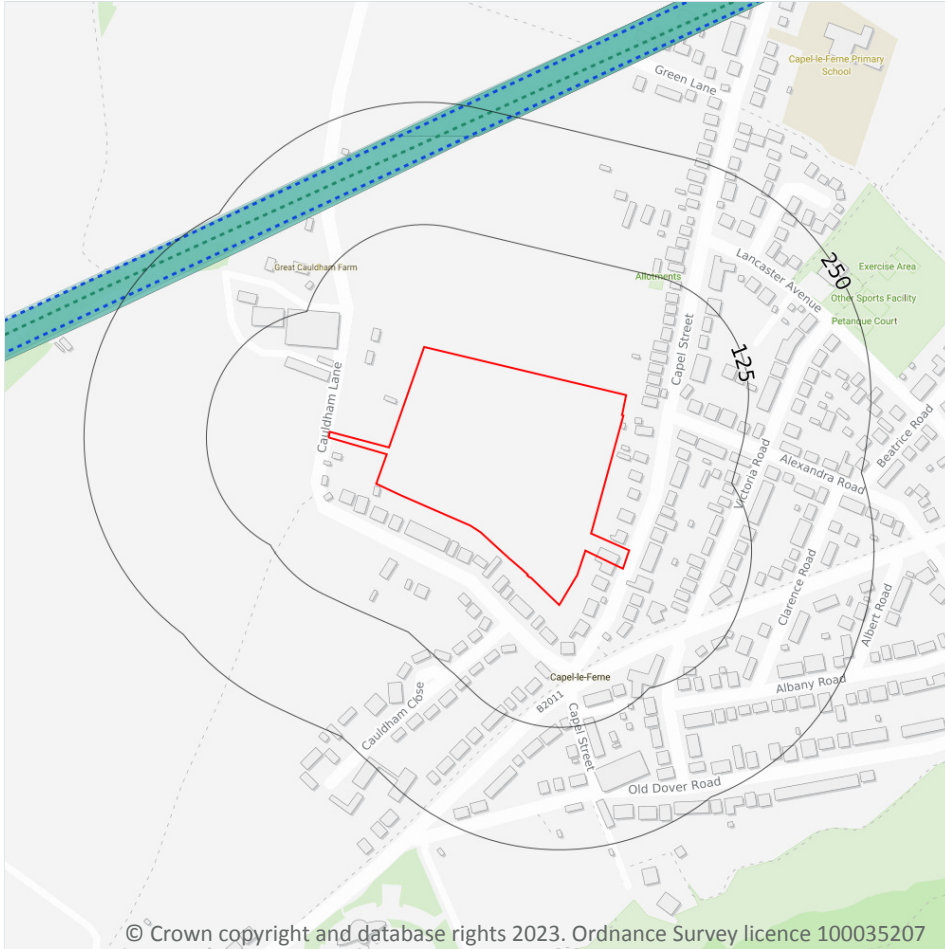 Capel-le-Ferne Primary
School
Green Lane
Lancaster Avenue
250
Exercise Area
Other Sports Facility
Petanque Court
Great Cauldham Farm
Allotments
Capel Street
125
Cauldham Lane
Beatrice Road
Victoria Road
Alexandra Road
Clarence Road
Albert Road
Capel-le-Ferne
Albany Road
B2011
Cauldham Close
Capel Street
Old Dover Road
© Crown copyright and database rights 2023. Ordnance Survey licence 100035207